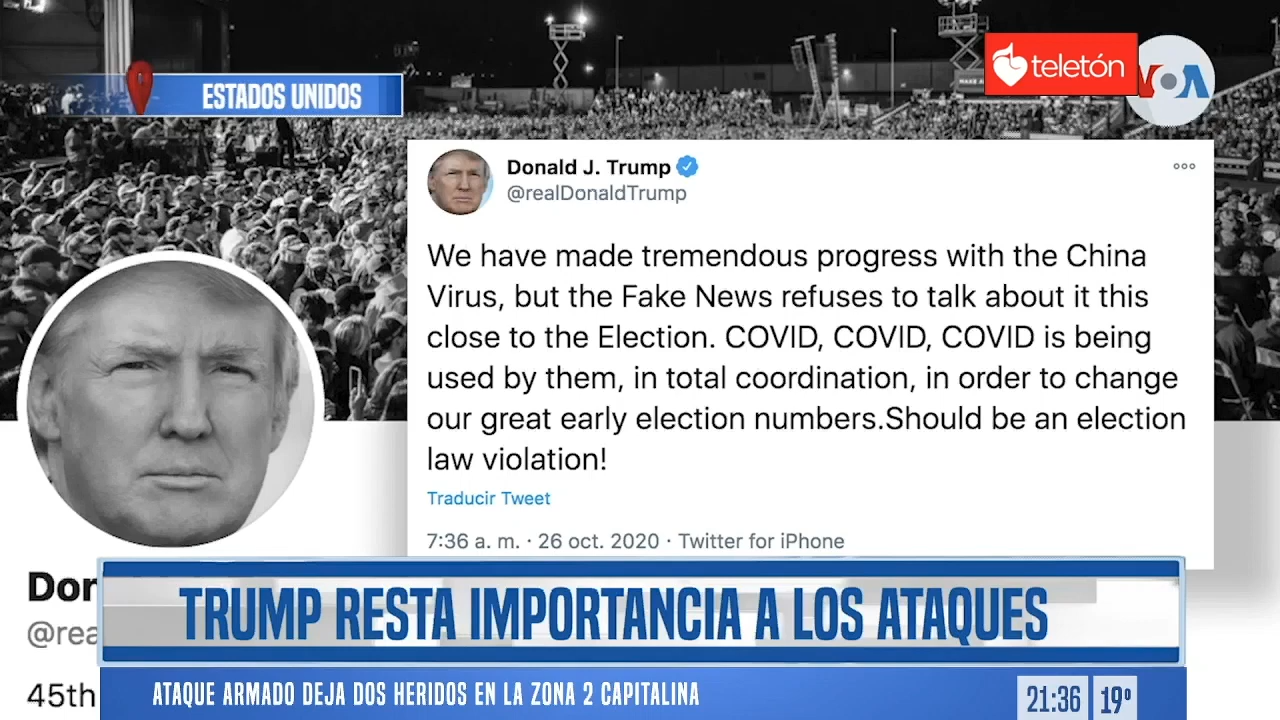 ESTADOS UNIDOS
teletón
VOA
Donald J. Trump
@realDonaldTrump
We have made tremendous progress with the China
Virus, but the Fake News refuses to talk about it this
close to the Election. COVID, COVID, COVID is being
used by them, in total coordination, in order to change
our great early election numbers.Should be an election
law violation!
Traducir Tweet
7:36 a. m. · 26 oct. 2020 · Twitter for iPhone
Don
@rea
45th
TRUMP RESTA IMPORTANCIA A LOS ATAQUES
ATAQUE ARMADO DEJA DOS HERIDOS EN LA ZONA 2 CAPITALINA
21:36
19º